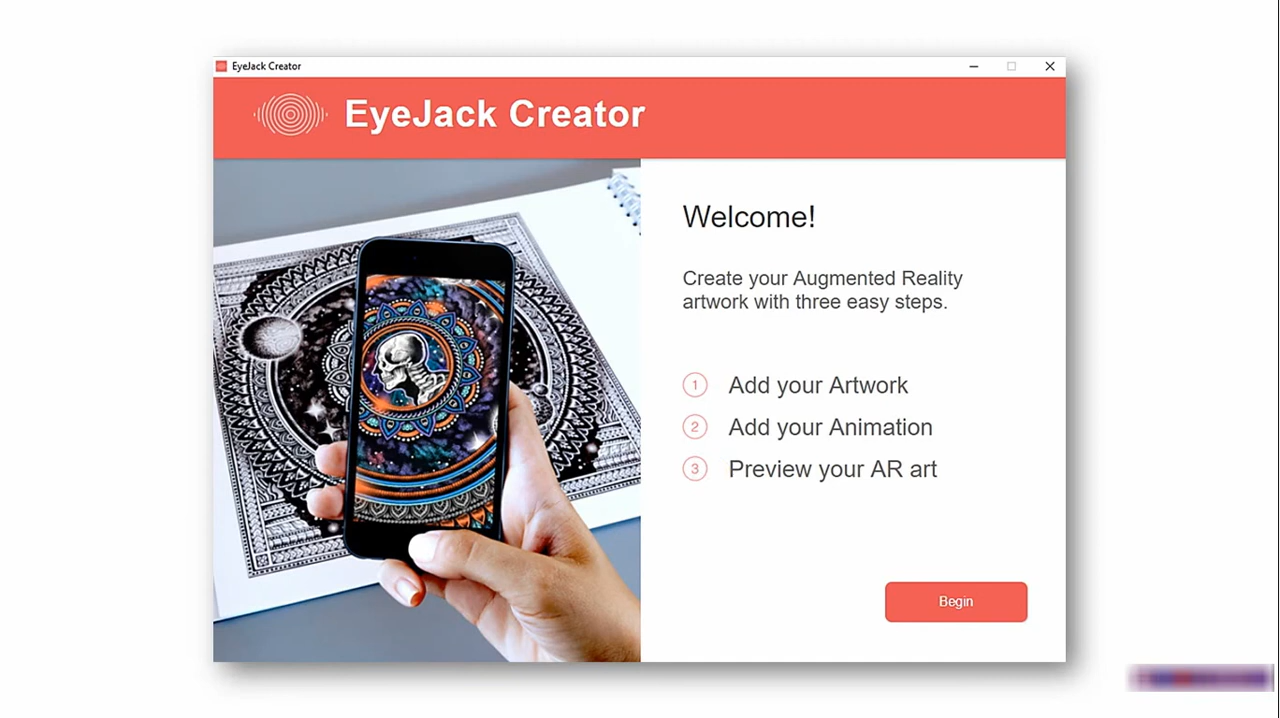 EyeJack Creator
EyeJack Creator
Welcome!
Create your Augmented Reality
artwork with three easy steps.
1 Add your Artwork
2 Add your Animation
3 Preview your AR art
Begin